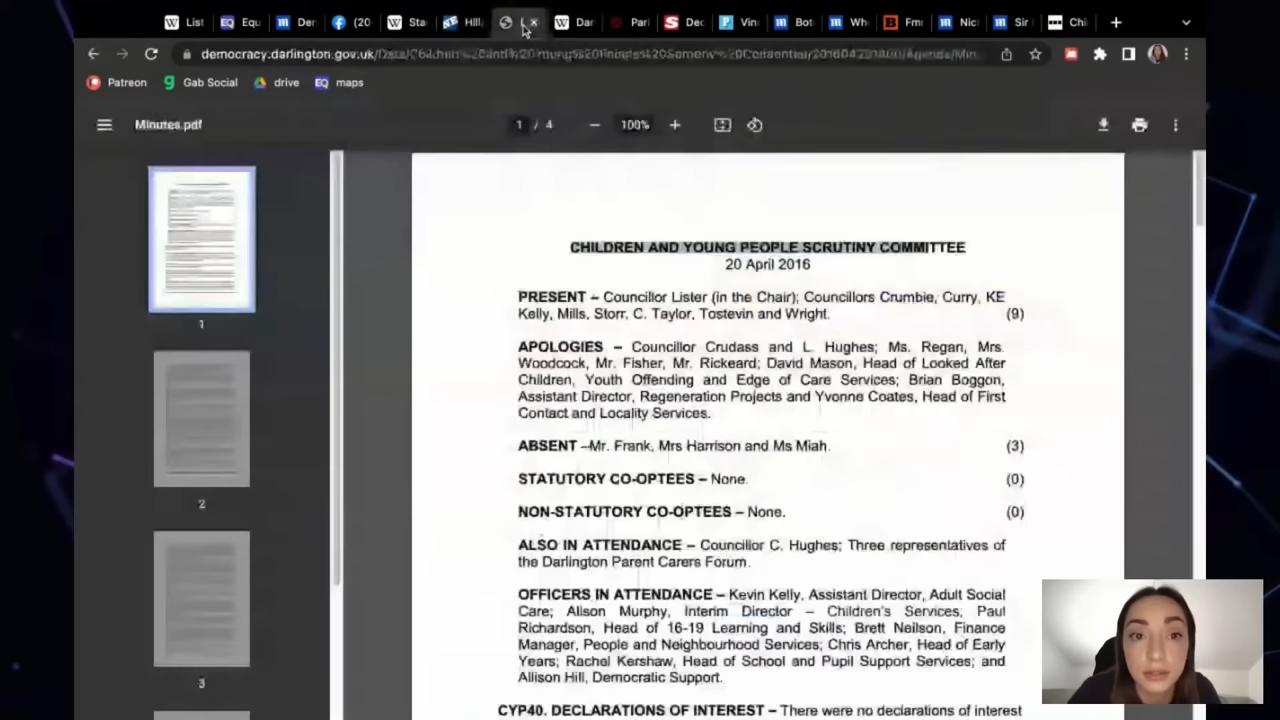 List
Equ
Der
(20
Sta
Hill
Dar
Parl
Dec
Vin
Bot
Whe
Fmr
Nicl
Sir
Chi
democracy.darlington.gov.uk/Data/
Patreon
Gab Social
drive
EQ maps
Minutes.pdf
1 / 4
100%
CHILDREN AND YOUNG PEOPLE SCRUTINY COMMITTEE
20 April 2016
PRESENT – Councillor Lister (in the Chair); Councillors Crumbie, Curry, KE
Kelly, Mills, Storr, C. Taylor, Tostevin and Wright. (9)
APOLOGIES – Councillor Crudass and L. Hughes; Ms. Regan, Mrs.
Woodcock, Mr. Fisher, Mr. Rickeard; David Mason, Head of Looked After
Children, Youth Offending and Edge of Care Services; Brian Boggon,
Assistant Director, Regeneration Projects and Yvonne Coates, Head of First
Contact and Locality Services.
ABSENT –Mr. Frank, Mrs Harrison and Ms Miah. (3)
STATUTORY CO-OPTEES – None. (0)
NON-STATUTORY CO-OPTEES – None. (0)
ALSO IN ATTENDANCE – Councillor C. Hughes; Three representatives of
the Darlington Parent Carers Forum.
OFFICERS IN ATTENDANCE – Kevin Kelly, Assistant Director, Adult Social
Care; Alison Murphy, Interim Director – Children's Services; Paul
Richardson, Head of 16-19 Learning and Skills; Brett Neilson, Finance
Manager, People and Neighbourhood Services; Chris Archer, Head of Early
Years; Rachel Kershaw, Head of School and Pupil Support Services; and
Allison Hill, Democratic Support.
CYP40. DECLARATIONS OF INTEREST – There were no declarations of interest
1
2
3